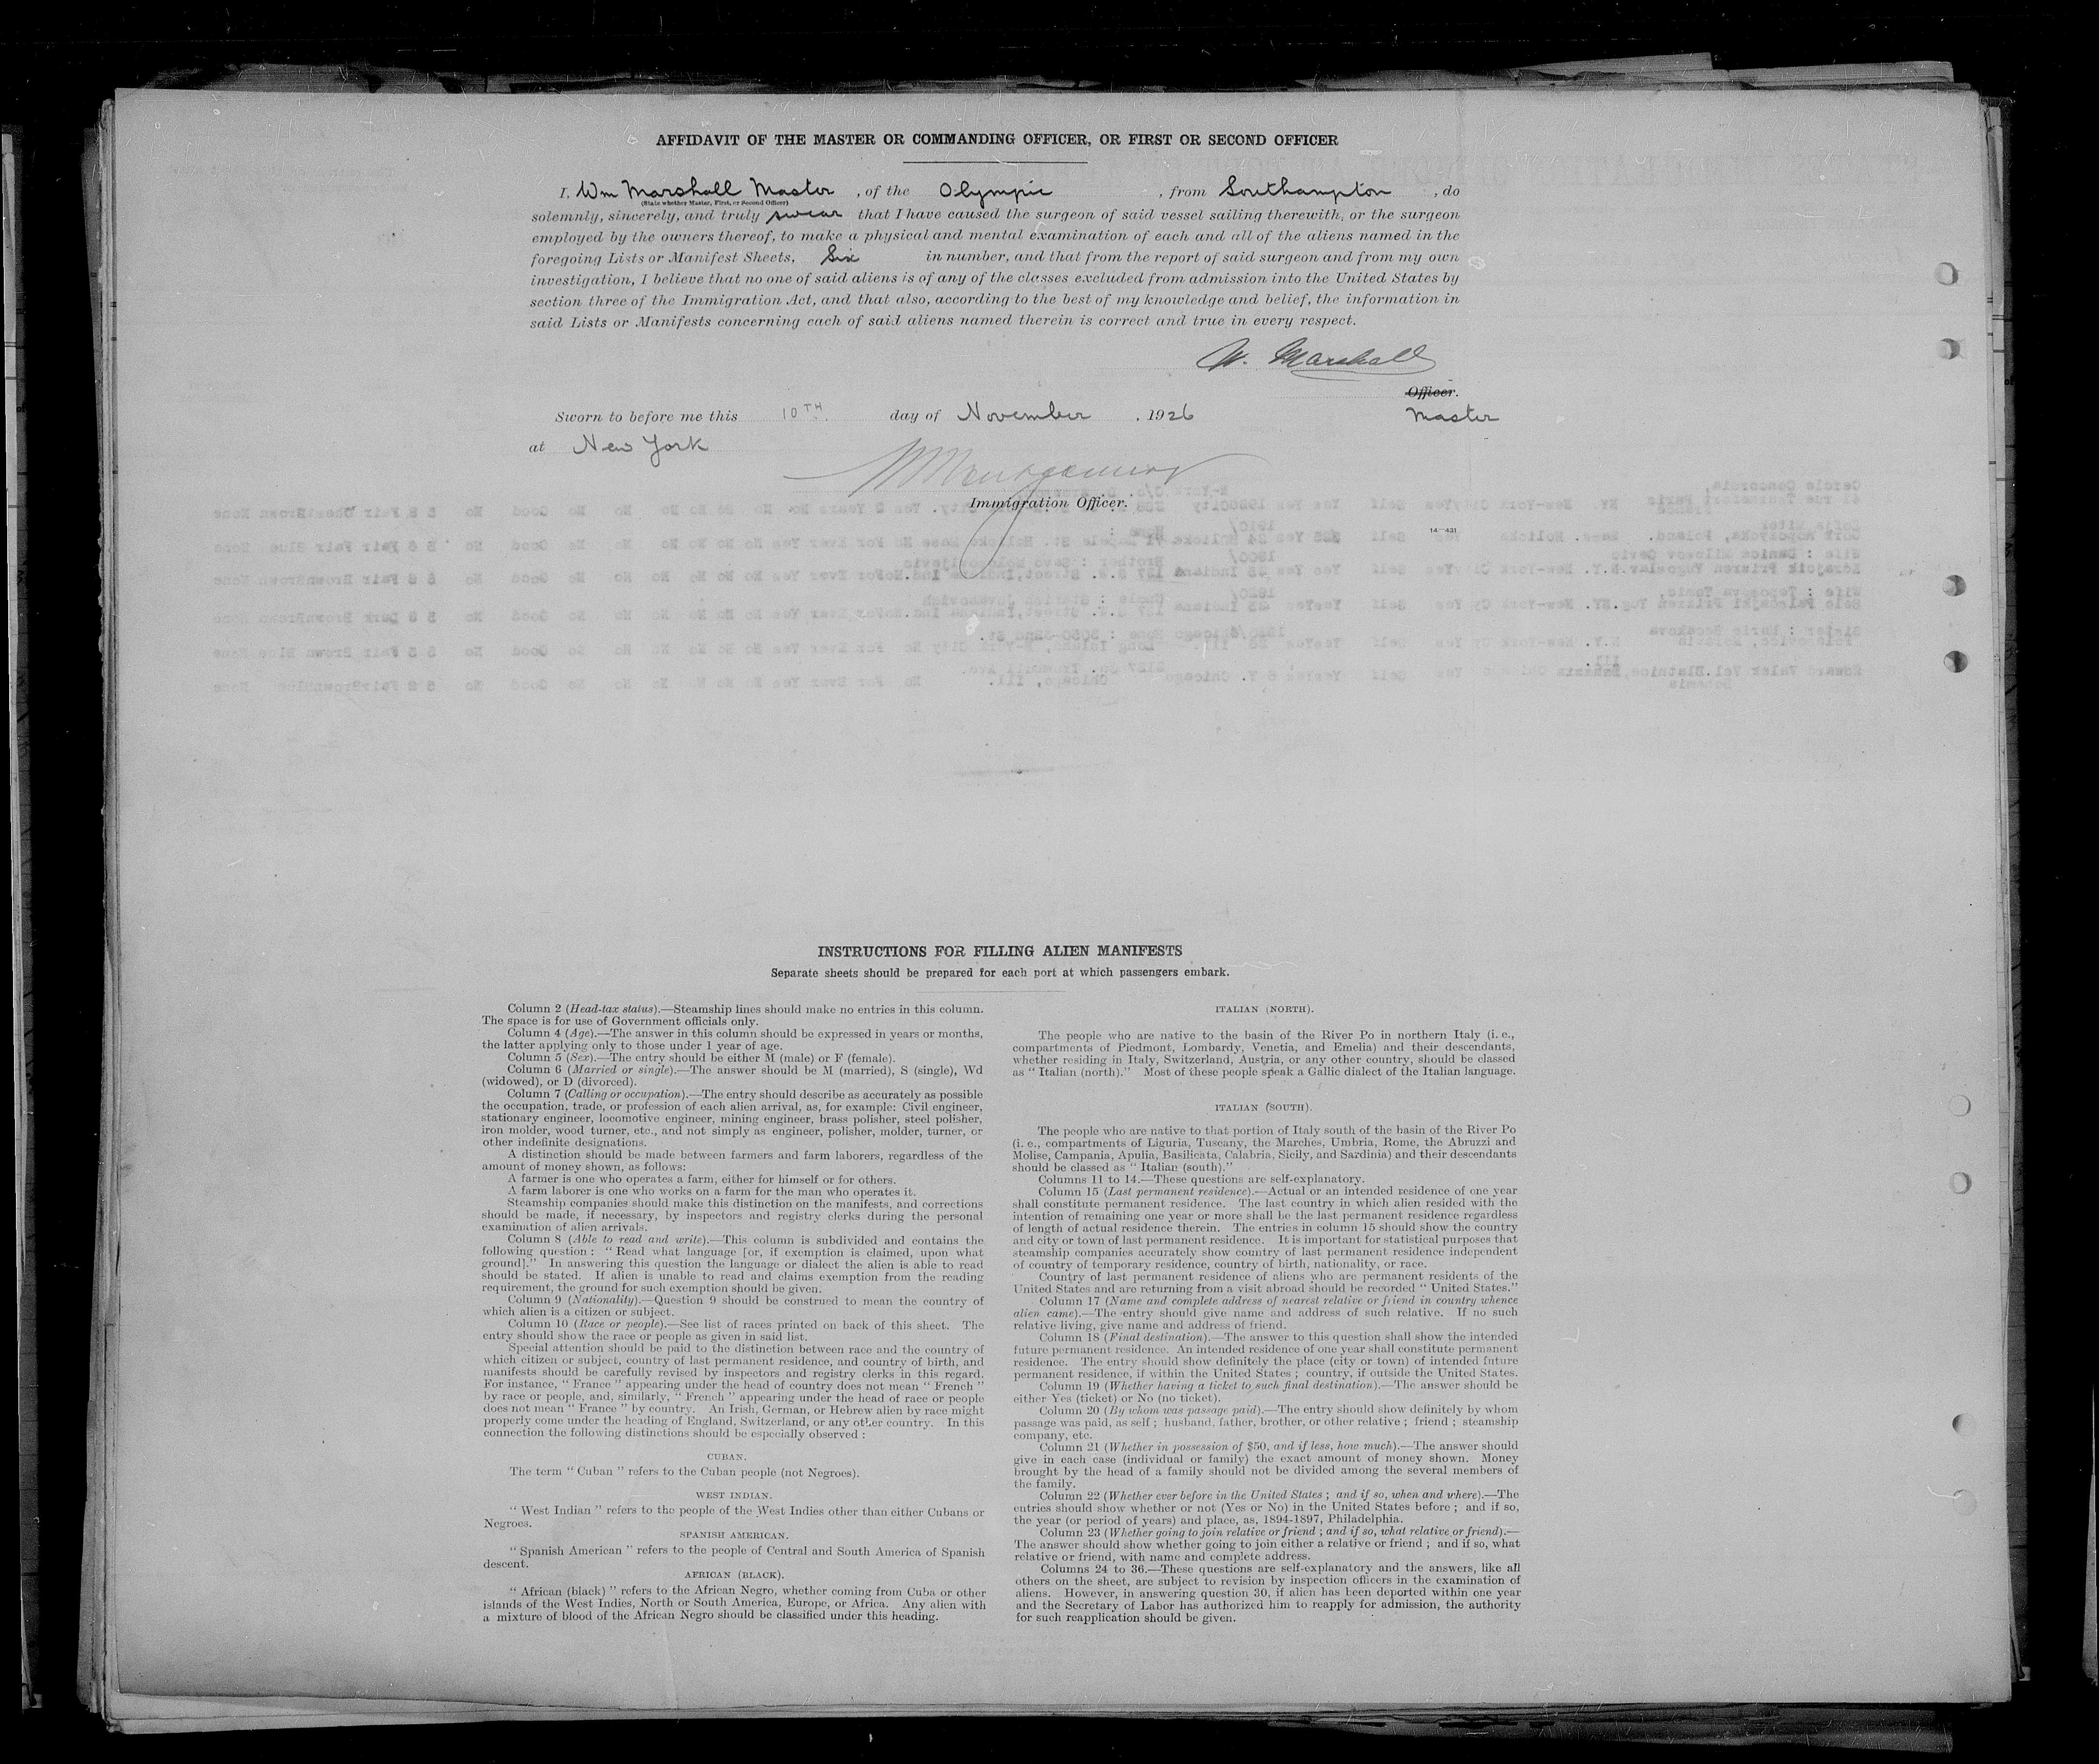 AFFIDAVIT OF THE MASTER OR COMMANDING OFFICER, OR FIRST OR SECOND OFFICER
I, Wm Marshall Master, of the Olympic, from Southampton, do
(State whether Master, First, or Second Officer)
solemnly, sincerely, and truly swear that I have caused the surgeon of said vessel sailing therewith, or the surgeon
employed by the owners thereof, to make a physical and mental examination of each and all of the aliens named in the
foregoing Lists or Manifest Sheets, Six in number, and that from the report of said surgeon and from my own
investigation, I believe that no one of said aliens is of any of the classes excluded from admission into the United States by
section three of the Immigration Act, and that also, according to the best of my knowledge and belief, the information in
said Lists or Manifests concerning each of said aliens named therein is correct and true in every respect.
W. Marshall
Officer.
Sworn to before me this 10TH day of November, 1926 Master
at New York
Immigration Officer.
14—431
INSTRUCTIONS FOR FILLING ALIEN MANIFESTS
Separate sheets should be prepared for each port at which passengers embark.
Column 2 (Head-tax status).—Steamship lines should make no entries in this column.
The space is for use of Government officials only.
Column 4 (Age).—The answer in this column should be expressed in years or months,
the latter applying only to those under 1 year of age.
Column 5 (Sex).—The entry should be either M (male) or F (female).
Column 6 (Married or single).—The answer should be M (married), S (single), Wd
(widowed), or D (divorced).
Column 7 (Calling or occupation).—The entry should describe as accurately as possible
the occupation, trade, or profession of each alien arrival, as, for example: Civil engineer,
stationary engineer, locomotive engineer, mining engineer, brass polisher, steel polisher,
iron molder, wood turner, etc., and not simply as engineer, polisher, molder, turner, or
other indefinite designations.
A distinction should be made between farmers and farm laborers, regardless of the
amount of money shown, as follows:
A farmer is one who operates a farm, either for himself or for others.
A farm laborer is one who works on a farm for the man who operates it.
Steamship companies should make this distinction on the manifests, and corrections
should be made, if necessary, by inspectors and registry clerks during the personal
examination of alien arrivals.
Column 8 (Able to read and write).—This column is subdivided and contains the
following question: "Read what language [or, if exemption is claimed, upon what
ground]." In answering this question the language or dialect the alien is able to read
should be stated. If alien is unable to read and claims exemption from the reading
requirement, the ground for such exemption should be given.
Column 9 (Nationality).—Question 9 should be construed to mean the country of
which alien is a citizen or subject.
Column 10 (Race or people).—See list of races printed on back of this sheet. The
entry should show the race or people as given in said list.
Special attention should be paid to the distinction between race and the country of
which citizen or subject, country of last permanent residence, and country of birth, and
manifests should be carefully revised by inspectors and registry clerks in this regard.
For instance, "France" appearing under the head of country does not mean "French"
by race or people, and, similarly, "French" appearing under the head of race or people
does not mean "France" by country. An Irish, German, or Hebrew alien by race might
properly come under the heading of England, Switzerland, or any other country. In this
connection the following distinctions should be especially observed:
CUBAN.
The term "Cuban" refers to the Cuban people (not Negroes).
WEST INDIAN.
"West Indian" refers to the people of the West Indies other than either Cubans or
Negroes.
SPANISH AMERICAN.
"Spanish American" refers to the people of Central and South America of Spanish
descent.
AFRICAN (BLACK).
"African (black)" refers to the African Negro, whether coming from Cuba or other
islands of the West Indies, North or South America, Europe, or Africa. Any alien with
a mixture of blood of the African Negro should be classified under this heading.
ITALIAN (NORTH).
The people who are native to the basin of the River Po in northern Italy (i. e.,
compartments of Piedmont, Lombardy, Venetia, and Emelia) and their descendants,
whether residing in Italy, Switzerland, Austria, or any other country, should be classed
as "Italian (north)." Most of these people speak a Gallic dialect of the Italian language.
ITALIAN (SOUTH).
The people who are native to that portion of Italy south of the basin of the River Po
(i. e., compartments of Liguria, Tuscany, the Marches, Umbria, Rome, the Abruzzi and
Molise, Campania, Apulia, Basilicata, Calabria, Sicily, and Sardinia) and their descendants
should be classed as "Italian (south)."
Columns 11 to 14.—These questions are self-explanatory.
Column 15 (Last permanent residence).—Actual or an intended residence of one year
shall constitute permanent residence. The last country in which alien resided with the
intention of remaining one year or more shall be the last permanent residence regardless
of length of actual residence therein. The entries in column 15 should show the country
and city or town of last permanent residence. It is important for statistical purposes that
steamship companies accurately show country of last permanent residence independent
of country of temporary residence, country of birth, nationality, or race.
Country of last permanent residence of aliens who are permanent residents of the
United States and are returning from a visit abroad should be recorded "United States."
Column 17 (Name and complete address of nearest relative or friend in country whence
alien came).—The entry should give name and address of such relative. If no such
relative living, give name and address of friend.
Column 18 (Final destination).—The answer to this question shall show the intended
future permanent residence. An intended residence of one year shall constitute permanent
residence. The entry should show definitely the place (city or town) of intended future
permanent residence, if within the United States; country, if outside the United States.
Column 19 (Whether having a ticket to such final destination).—The answer should be
either Yes (ticket) or No (no ticket).
Column 20 (By whom was passage paid).—The entry should show definitely by whom
passage was paid, as self; husband, father, brother, or other relative; friend; steamship
company, etc.
Column 21 (Whether in possession of $50, and if less, how much).—The answer should
give in each case (individual or family) the exact amount of money shown. Money
brought by the head of a family should not be divided among the several members of
the family.
Column 22 (Whether ever before in the United States; and if so, when and where).—The
entries should show whether or not (Yes or No) in the United States before; and if so,
the year (or period of years) and place, as, 1894-1897, Philadelphia.
Column 23 (Whether going to join relative or friend; and if so, what relative or friend).—
The answer should show whether going to join either a relative or friend; and if so, what
relative or friend, with name and complete address.
Columns 24 to 36.—These questions are self-explanatory and the answers, like all
others on the sheet, are subject to revision by inspection officers in the examination of
aliens. However, in answering question 30, if alien has been deported within one year
and the Secretary of Labor has authorized him to reapply for admission, the authority
for such reapplication should be given.